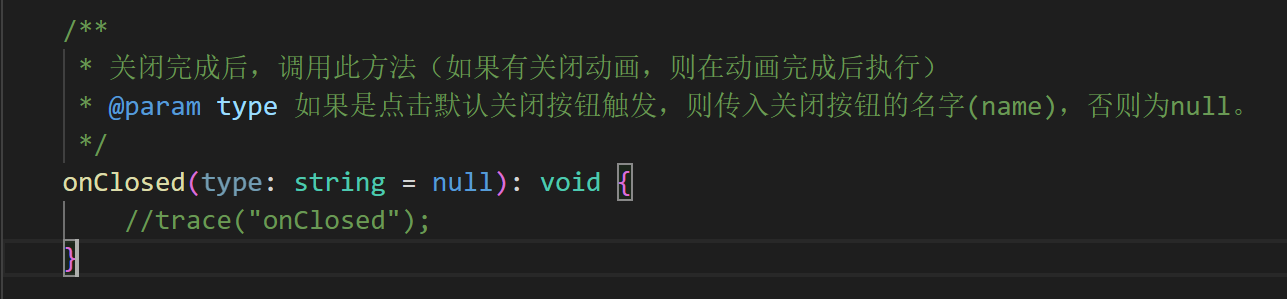 /**
 * 关闭完成后，调用此方法（如果有关闭动画，则在动画完成后执行）
 * @param type 如果是点击默认关闭按钮触发，则传入关闭按钮的名字(name)，否则为null。
 */
onClosed(type: string = null): void {
    //trace("onClosed");
}